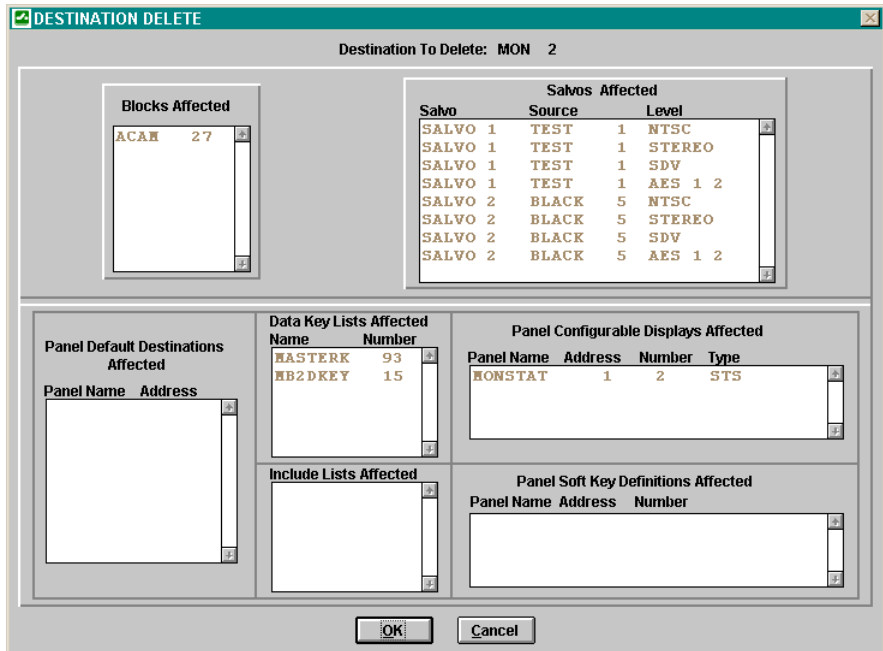 DESTINATION DELETE
Destination To Delete: MON 2
Blocks Affected
ACAM 27
Salvos Affected
Salvo Source Level
SALVO 1 TEST 1 NTSC
SALVO 1 TEST 1 STEREO
SALVO 1 TEST 1 SDV
SALVO 1 TEST 1 AES 1 2
SALVO 2 BLACK 5 NTSC
SALVO 2 BLACK 5 STEREO
SALVO 2 BLACK 5 SDV
SALVO 2 BLACK 5 AES 1 2
Panel Default Destinations
Affected
Panel Name Address
Data Key Lists Affected
Name Number
MASTERK 93
MB2DKEY 15
Include Lists Affected
Panel Configurable Displays Affected
Panel Name Address Number Type
MONSTAT 1 2 STS
Panel Soft Key Definitions Affected
Panel Name Address Number
OK Cancel